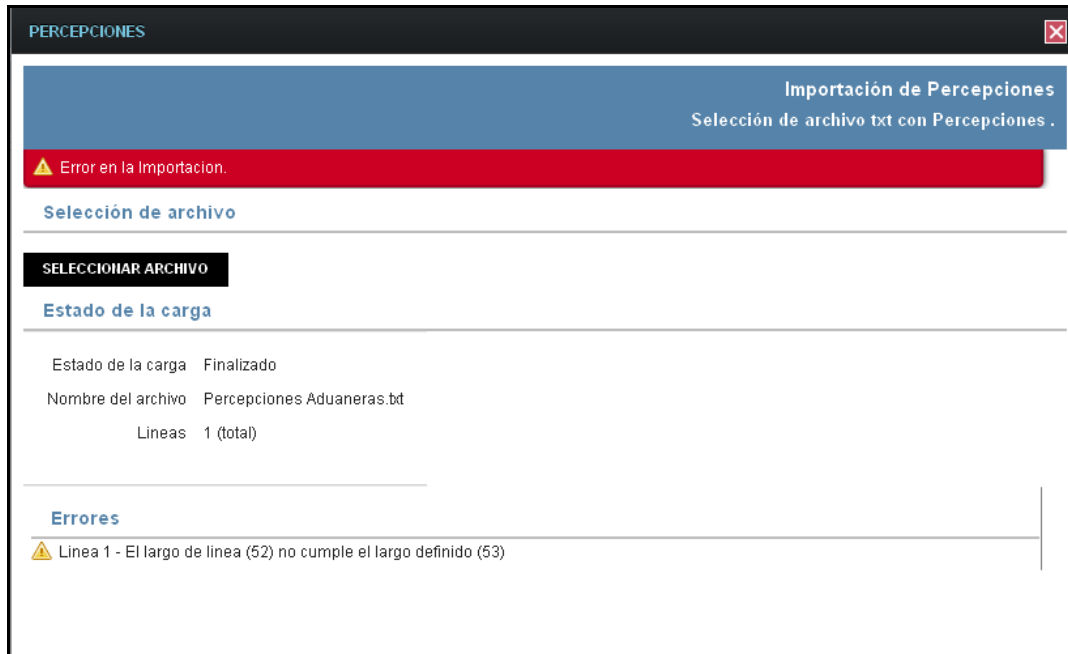 PERCEPCIONES
Importación de Percepciones
Selección de archivo txt con Percepciones .
Error en la Importacion.
Selección de archivo
SELECCIONAR ARCHIVO
Estado de la carga
Estado de la carga Finalizado
Nombre del archivo Percepciones Aduaneras.txt
Lineas 1 (total)
Errores
Linea 1 - El largo de linea (52) no cumple el largo definido (53)